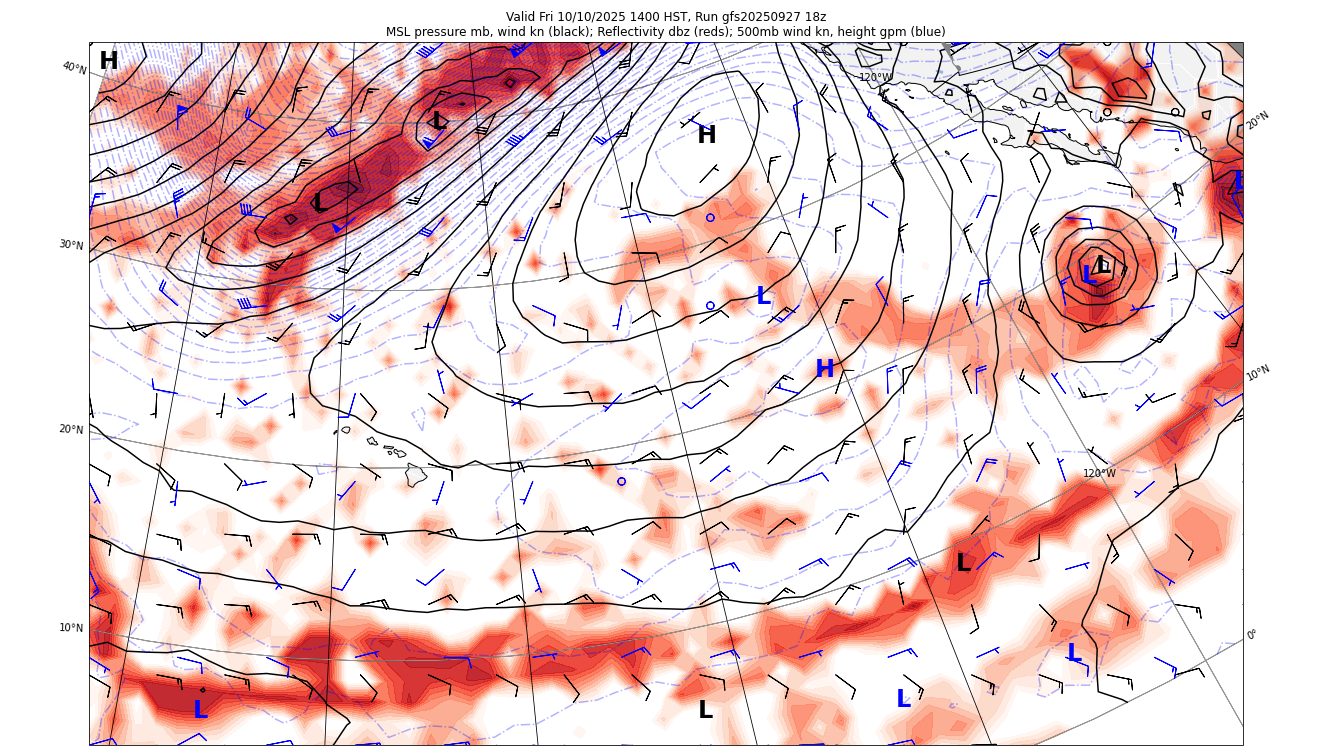 Valid Fri 10/10/2025 1400 HST, Run gfs20250927 18z
MSL pressure mb, wind kn (black); Reflectivity dbz (reds); 500mb wind kn, height gpm (blue)
H
40°N
120°W
L
H
20°N
L
L
30°N
L
L
L
H
10°N
20°N
120°W
L
10°N
0°
L
L
L
L